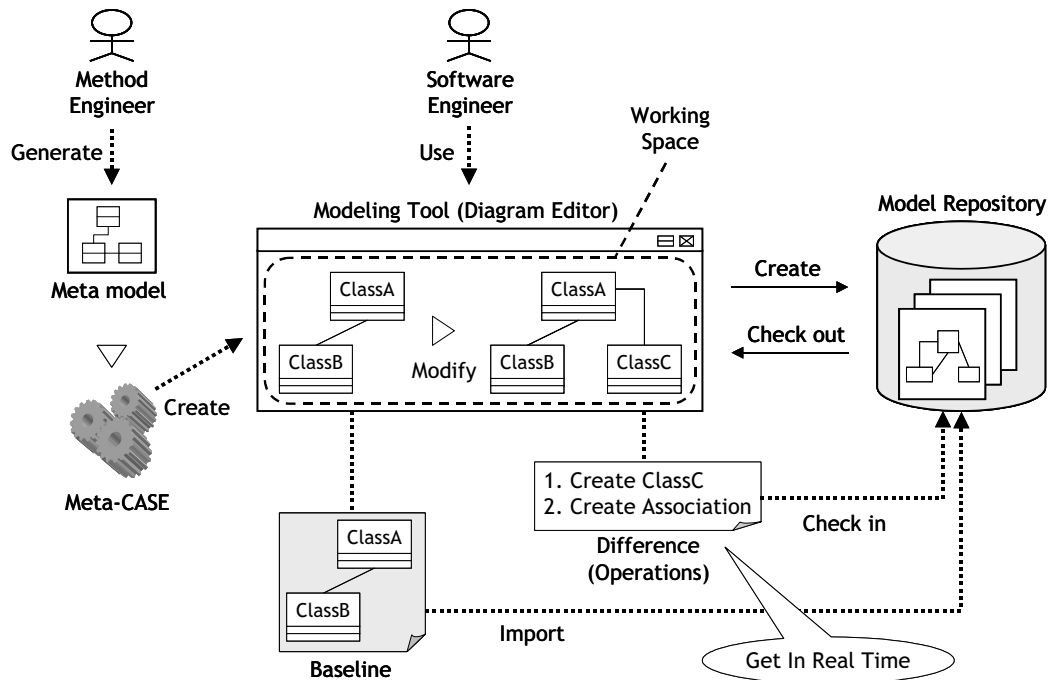 Method
Engineer
Software
Engineer
Working
Space
Generate
Use
Modeling Tool (Diagram Editor)
Model Repository
Meta model
ClassA
ClassB
Modify
ClassA
ClassB
ClassC
Create
Check out
Create
Meta-CASE
1. Create ClassC
2. Create Association
Difference
(Operations)
Check in
ClassA
ClassB
Baseline
Import
Get In Real Time